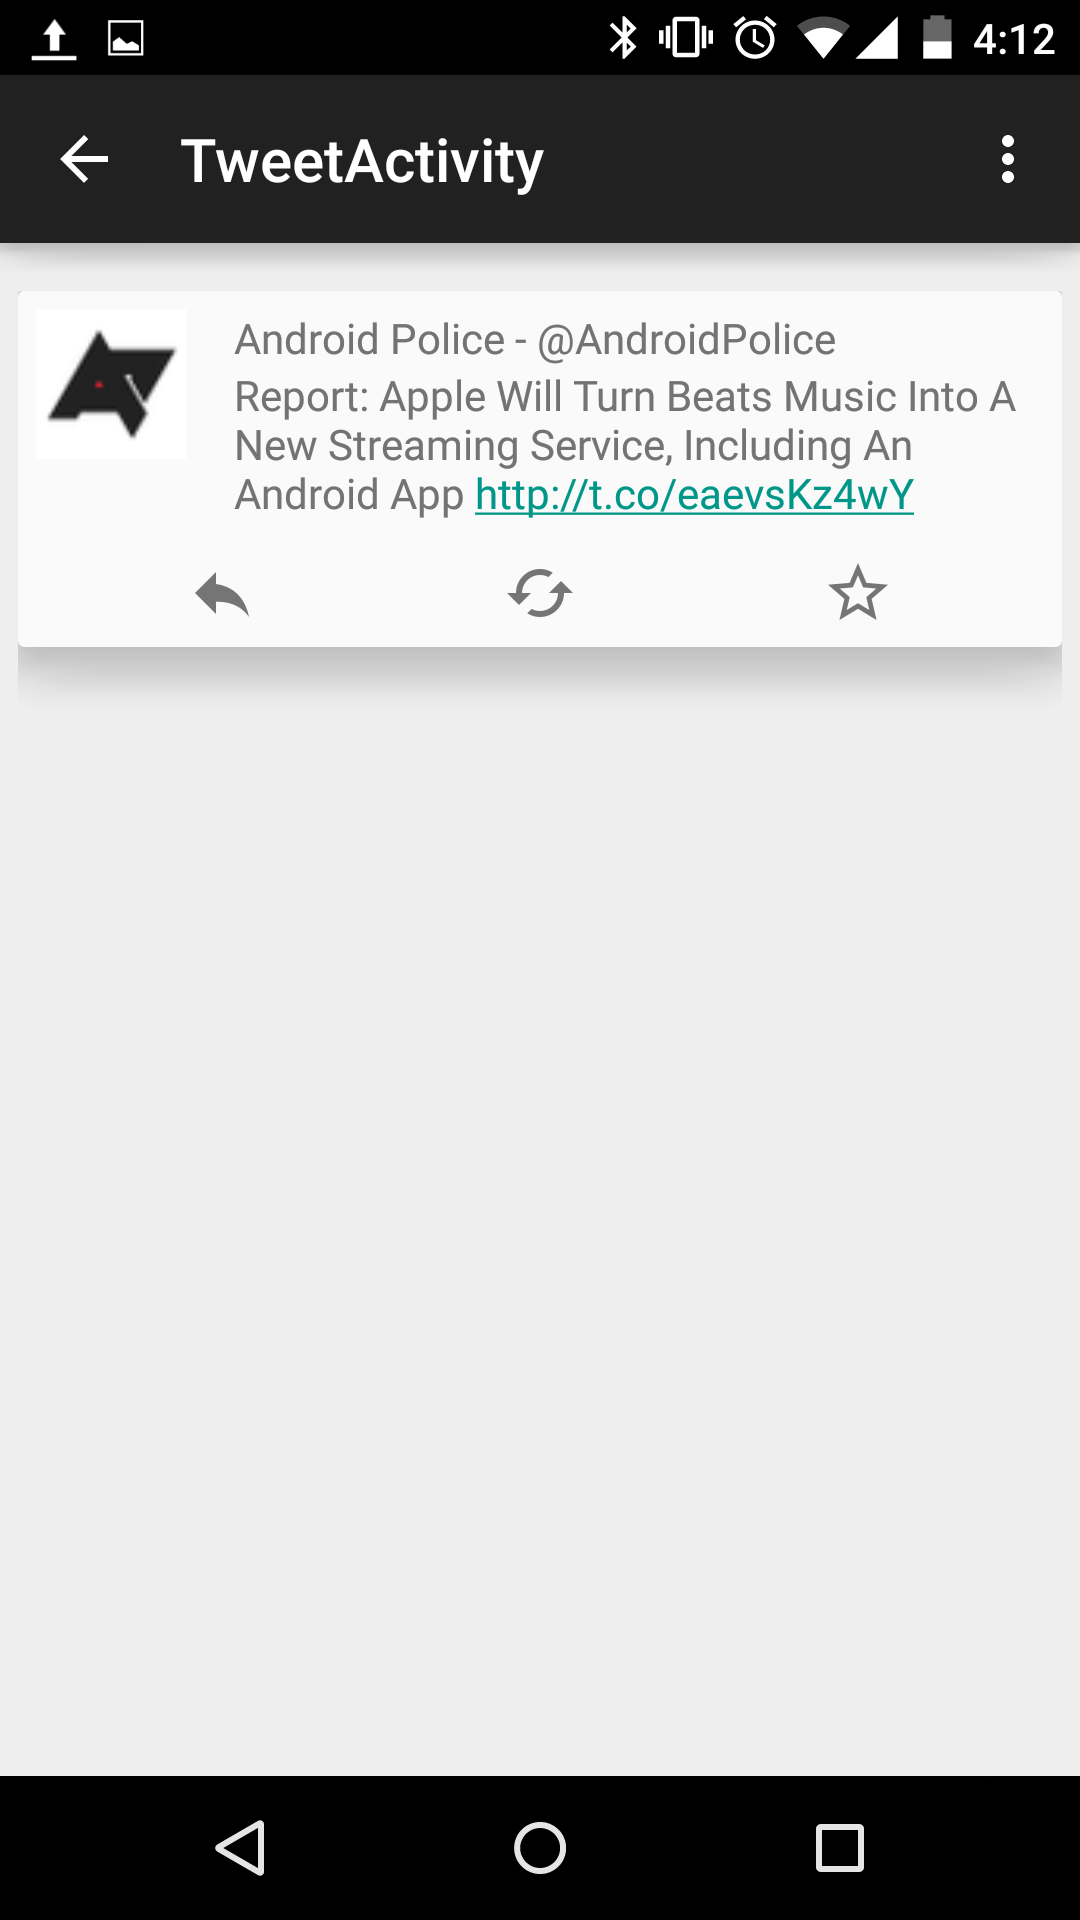 4:12
TweetActivity
Android Police - @AndroidPolice
Report: Apple Will Turn Beats Music Into A
New Streaming Service, Including An
Android App http://t.co/eaevsKz4wY